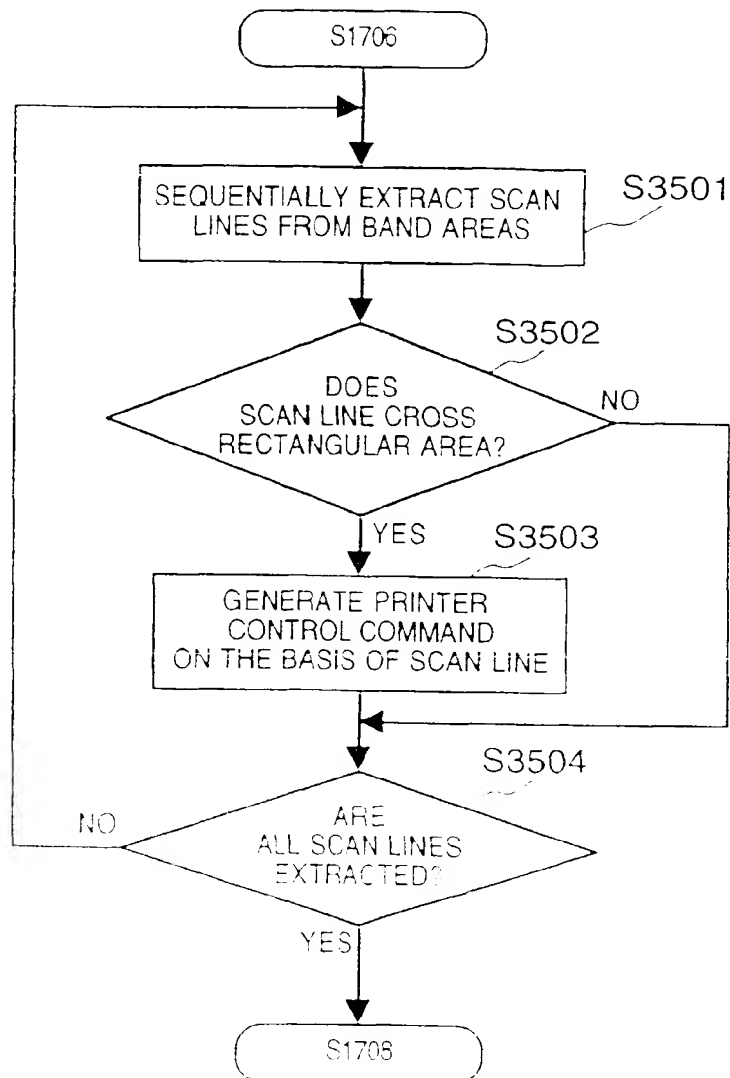 S1706
SEQUENTIALLY EXTRACT SCAN
LINES FROM BAND AREAS
S3501
S3502
DOES
SCAN LINE CROSS
RECTANGULAR AREA?
NO
YES
S3503
GENERATE PRINTER
CONTROL COMMAND
ON THE BASIS OF SCAN LINE
S3504
ARE
ALL SCAN LINES
EXTRACTED?
NO
YES
S1708